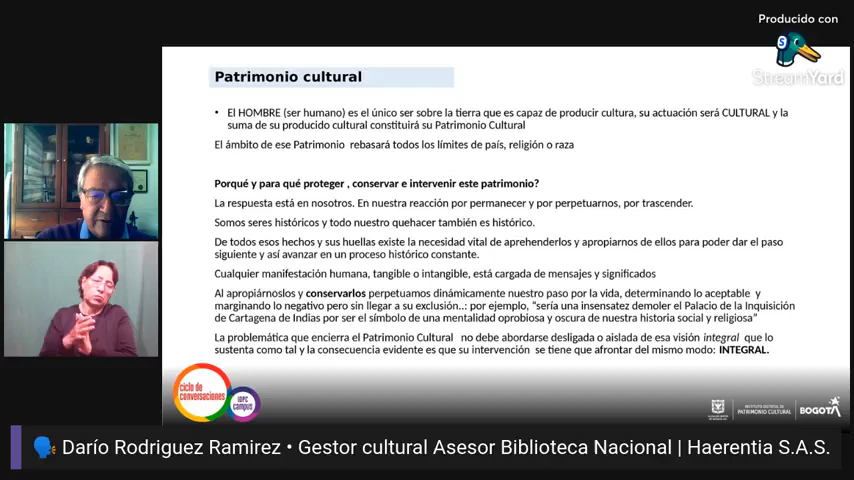 Producido con
S
StreamYard
Patrimonio cultural
• El HOMBRE (ser humano) es el único ser sobre la tierra que es capaz de producir cultura, su actuación será CULTURAL y la
suma de su producido cultural constituirá su Patrimonio Cultural
El ámbito de ese Patrimonio rebasará todos los límites de país, religión o raza
Porqué y para qué proteger , conservar e intervenir este patrimonio?
La respuesta está en nosotros. En nuestra reacción por permanecer y por perpetuarnos, por trascender.
Somos seres históricos y todo nuestro quehacer también es histórico.
De todos esos hechos y sus huellas existe la necesidad vital de aprehenderlos y apropiarnos de ellos para poder dar el paso
siguiente y así avanzar en un proceso histórico constante.
Cualquier manifestación humana, tangible o intangible, está cargada de mensajes y significados
Al apropiárnoslos y conservarlos perpetuamos dinámicamente nuestro paso por la vida, determinando lo aceptable y
marginando lo negativo pero sin llegar a su exclusión..: por ejemplo, “sería una insensatez demoler el Palacio de la Inquisición
de Cartagena de Indias por ser el símbolo de una mentalidad oprobiosa y oscura de nuestra historia social y religiosa”
La problemática que encierra el Patrimonio Cultural no debe abordarse desligada o aislada de esa visión integral que lo
sustenta como tal y la consecuencia evidente es que su intervención se tiene que afrontar del mismo modo: INTEGRAL.
ciclo de
conversaciones
IDPC
campus
INSTITUTO DISTRITAL DE
PATRIMONIO CULTURAL
BOGOTÁ
Darío Rodriguez Ramirez • Gestor cultural Asesor Biblioteca Nacional | Haerentia S.A.S.